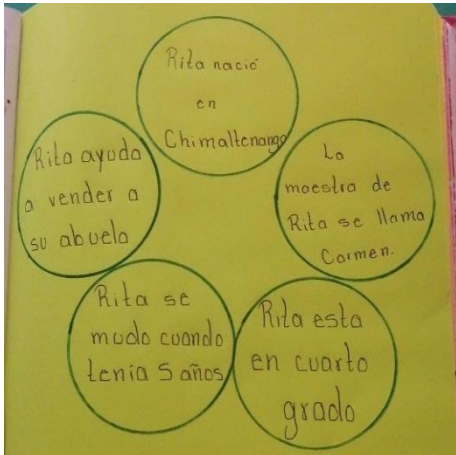 Rita nació
en
Chimaltenango
Rita ayuda
a vender a
su abuela
La
maestra de
Rita se llama
Carmen.
Rita se
mudo cuando
tenia 5 años
Rita esta
en cuarto
grado